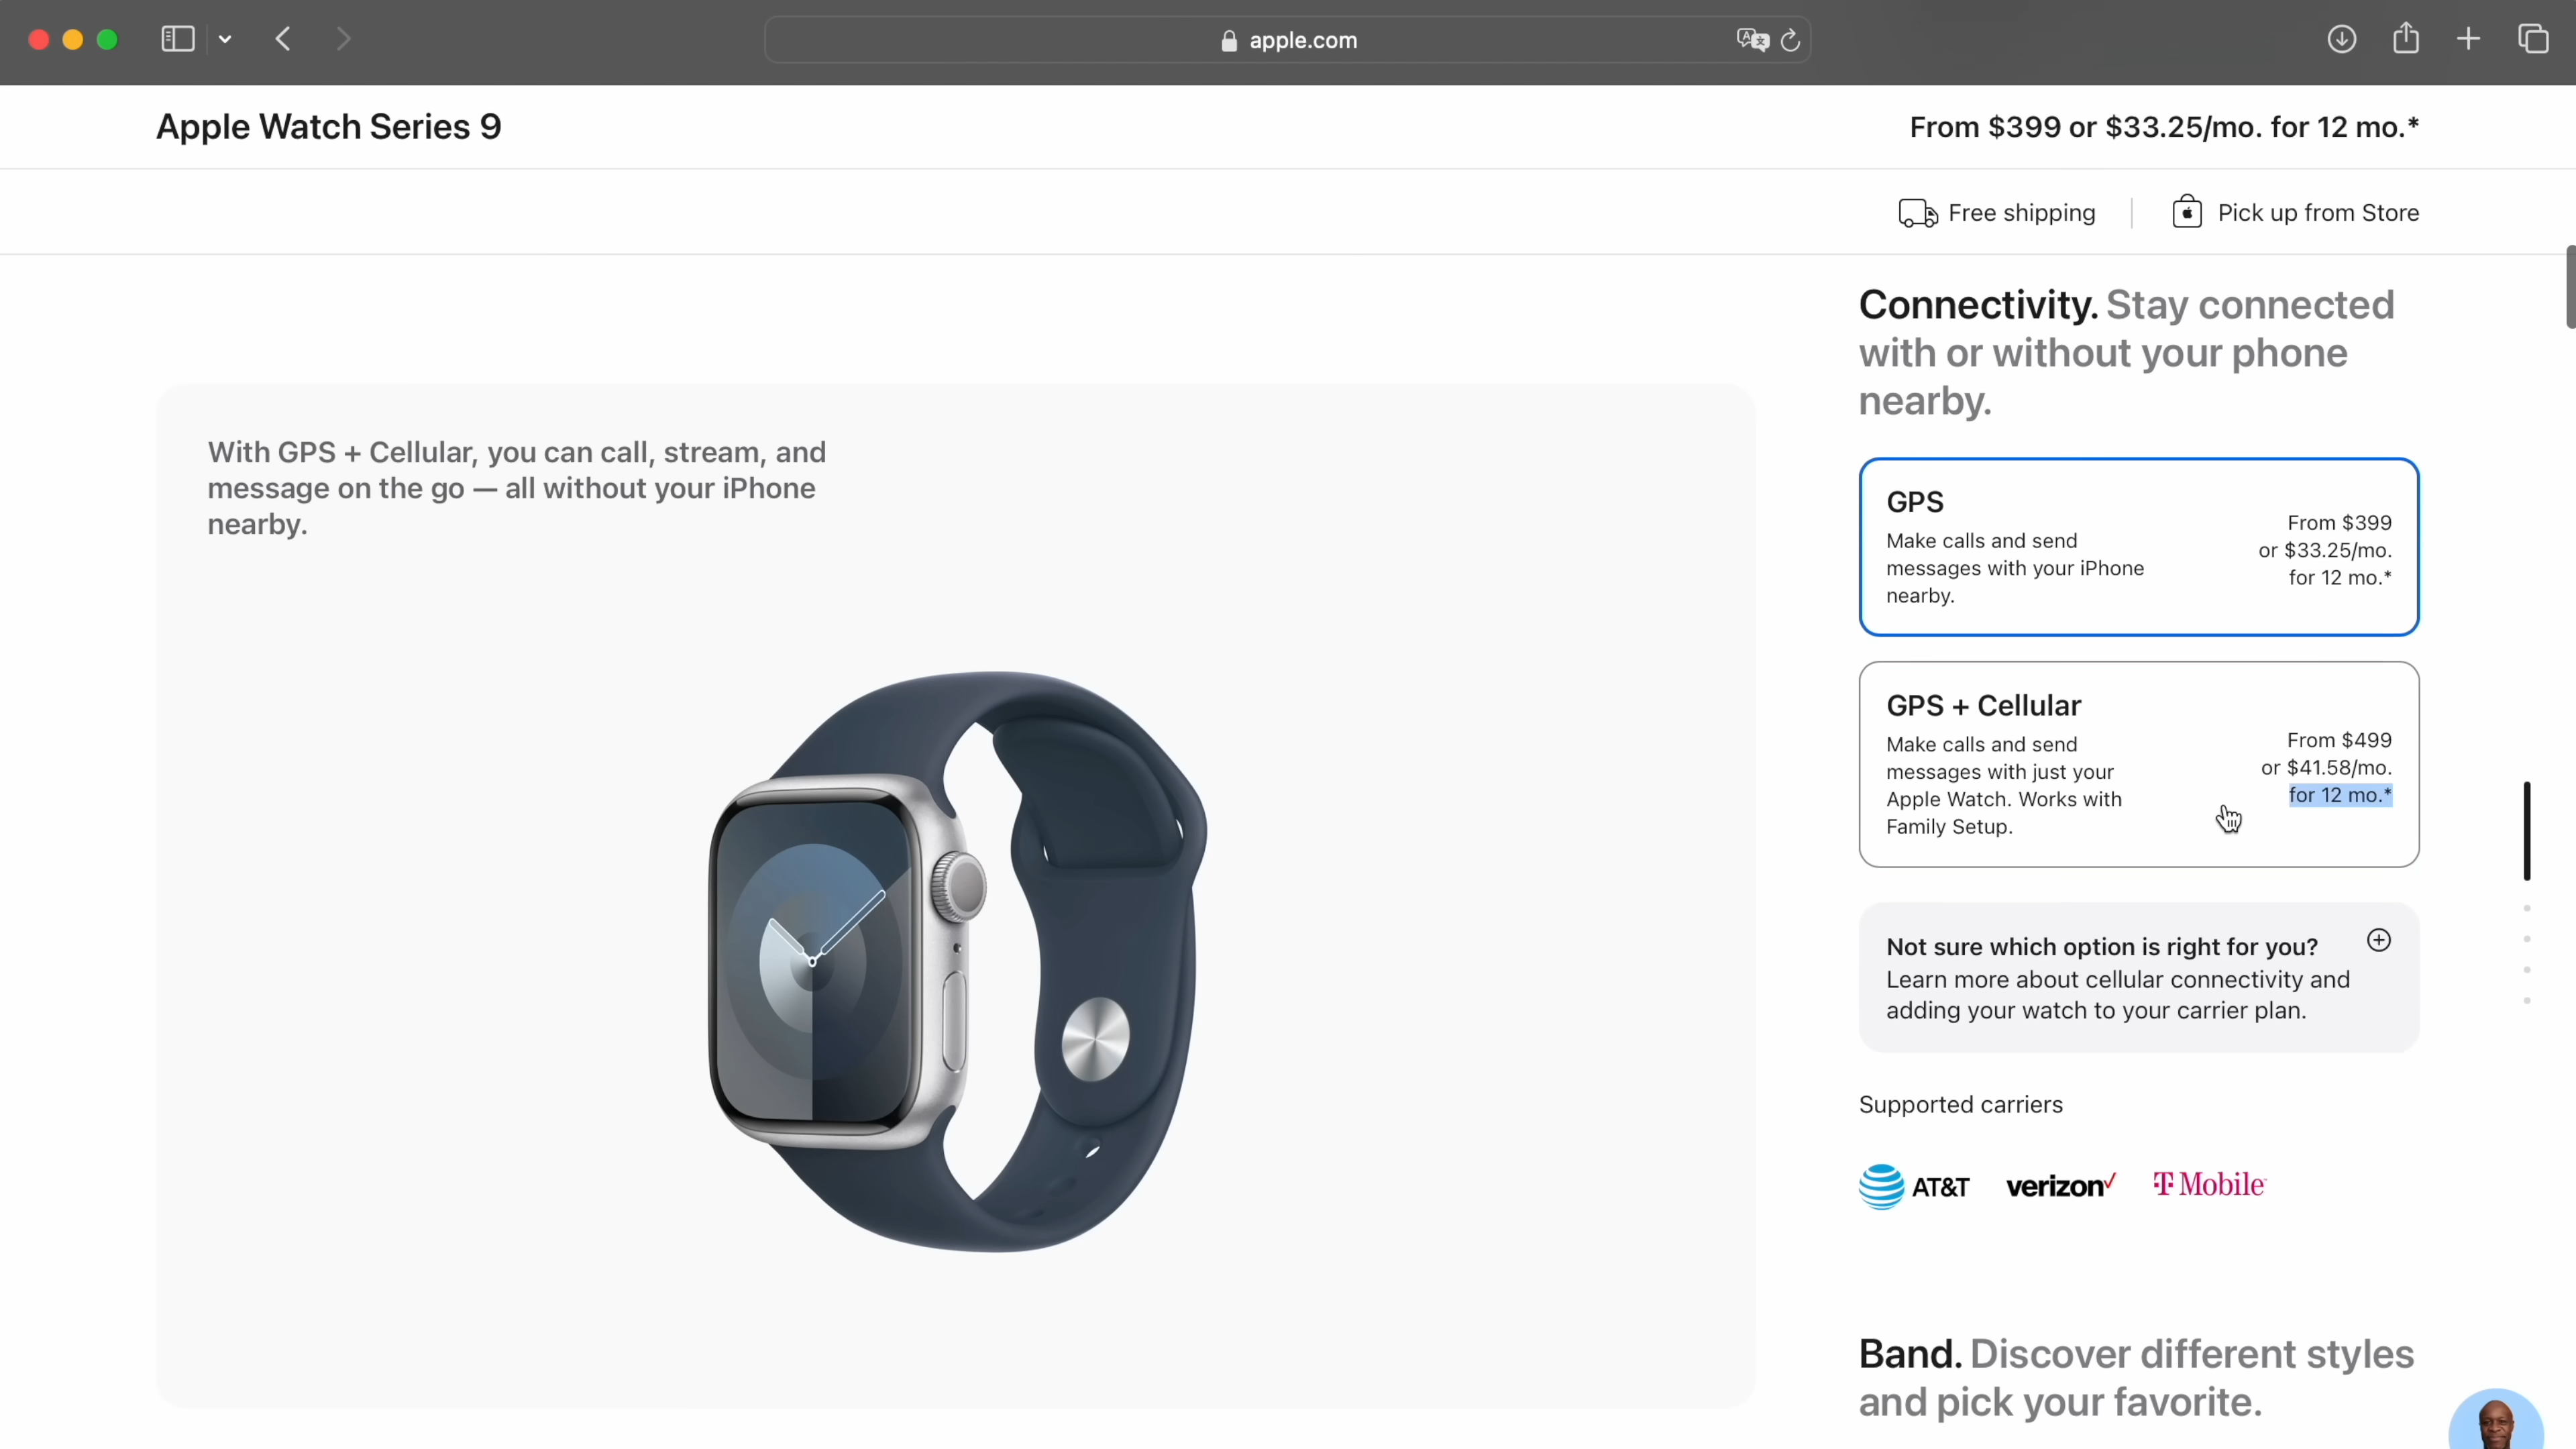 apple.com
Apple Watch Series 9
From $399 or $33.25/mo. for 12 mo.*
Free shipping
Pick up from Store
With GPS + Cellular, you can call, stream, and
message on the go — all without your iPhone
nearby.
Connectivity. Stay connected
with or without your phone
nearby.
GPS
Make calls and send
messages with your iPhone
nearby.
From $399
or $33.25/mo.
for 12 mo.*
GPS + Cellular
Make calls and send
messages with just your
Apple Watch. Works with
Family Setup.
From $499
or $41.58/mo.
for 12 mo.*
Not sure which option is right for you?
Learn more about cellular connectivity and
adding your watch to your carrier plan.
Supported carriers
AT&T verizon T Mobile
Band. Discover different styles
and pick your favorite.